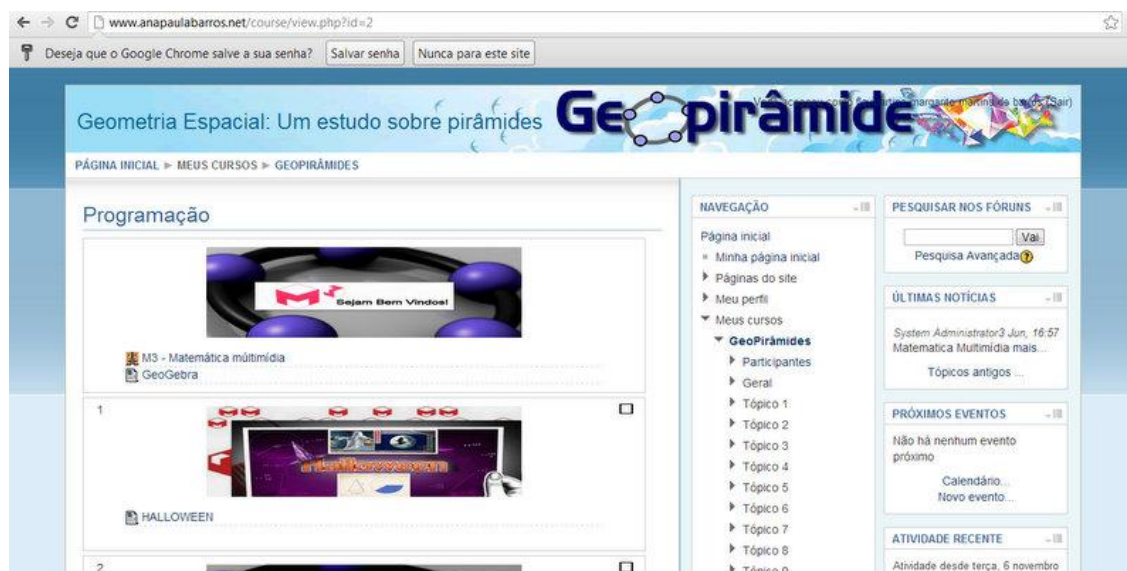 www.anapaulabarros.net/course/view.php?id=2
Deseja que o Google Chrome salve a sua senha? Salvar senha Nunca para este site
Geometria Espacial: Um estudo sobre pirâmides
Geopirâmide
(Sair)
PÁGINA INICIAL ► MEUS CURSOS ► GEOPIRÂMIDES
Programação
Sejam Bem Vindos!
M3 - Matemática múltimídia
GeoGebra
1
Halloween
HALLOWEEN
2
NAVEGAÇÃO
Página inicial
Minha página inicial
Páginas do site
Meu perfil
Meus cursos
GeoPirâmides
Participantes
Geral
Tópico 1
Tópico 2
Tópico 3
Tópico 4
Tópico 5
Tópico 6
Tópico 7
Tópico 8
Tópico 9
PESQUISAR NOS FÓRUNS
Vai
Pesquisa Avançada
ÚLTIMAS NOTÍCIAS
System Administrator3 Jun, 16:57
Matematica Multimídia mais...
Tópicos antigos ...
PRÓXIMOS EVENTOS
Não há nenhum evento
próximo
Calendário...
Novo evento...
ATIVIDADE RECENTE
Atividade desde terça, 6 novembro